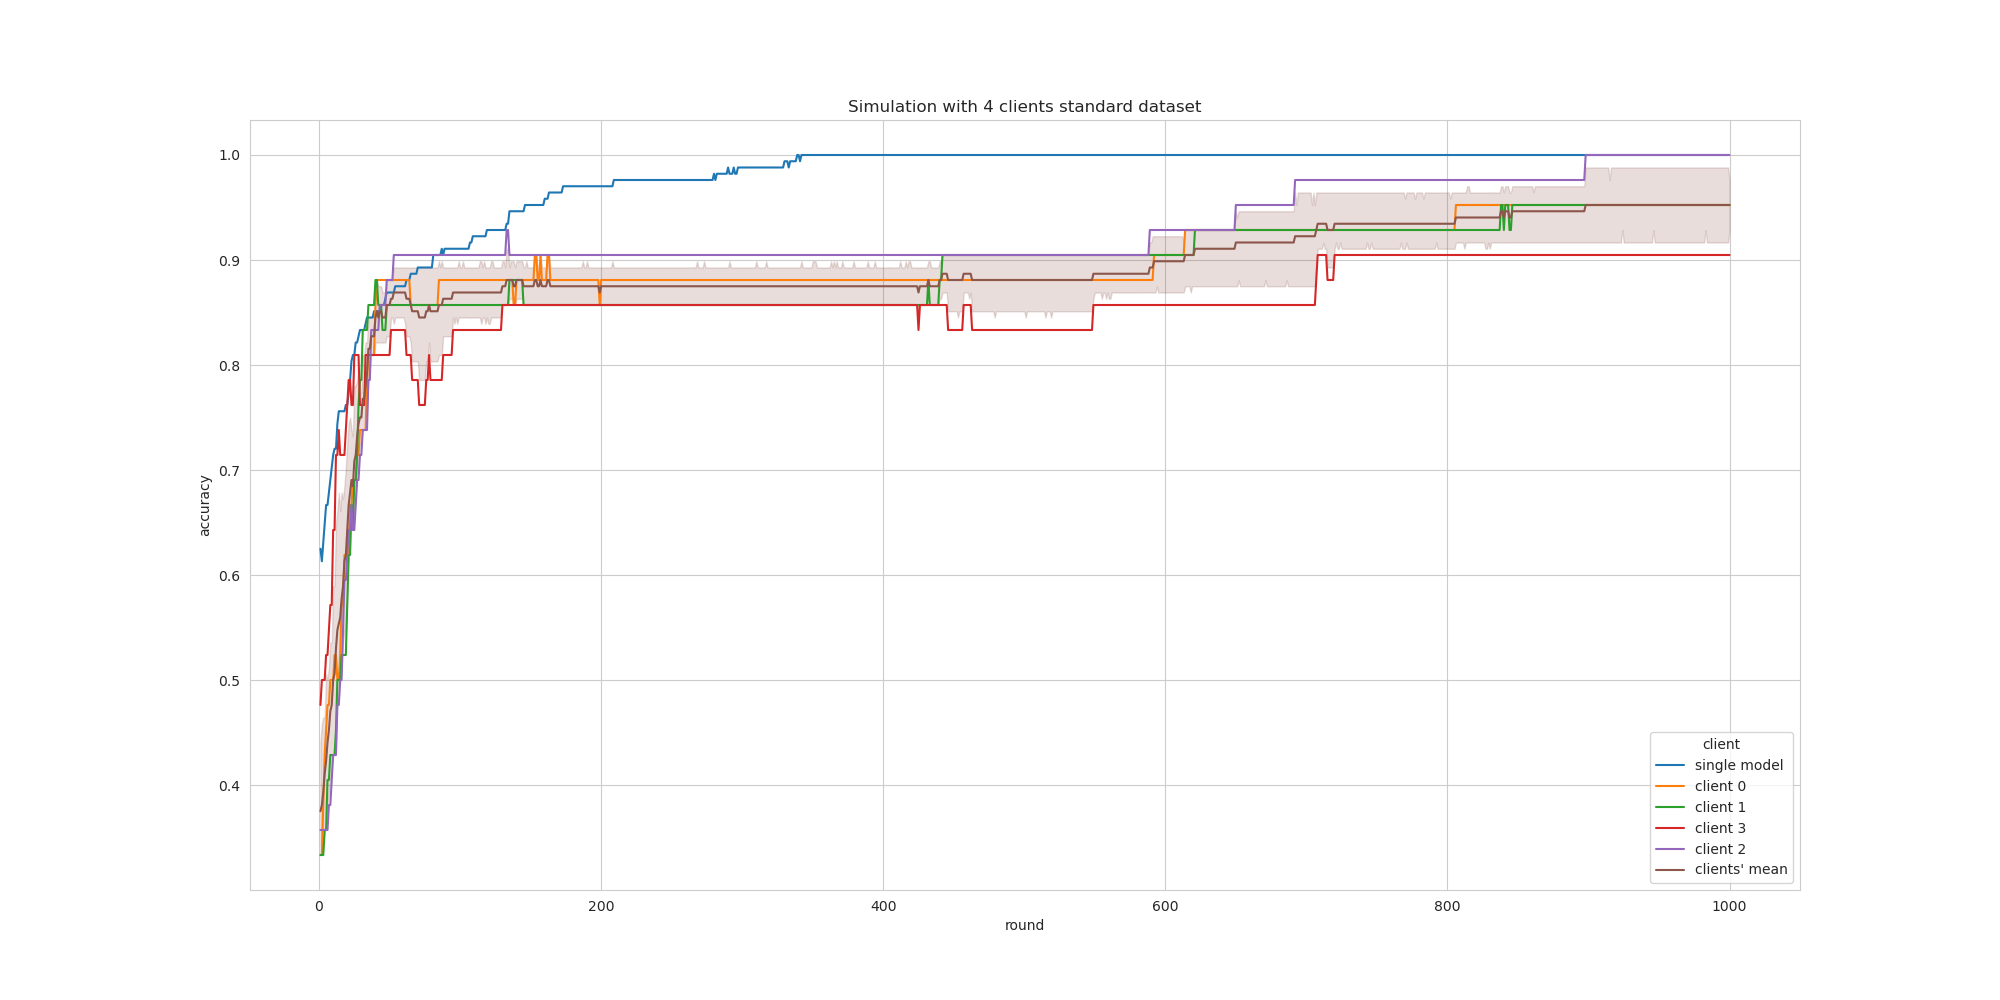 Simulation with 4 clients standard dataset
accuracy
1.0
0.9
0.8
0.7
0.6
0.5
0.4
0
200
400
600
800
1000
round
client
single model
client 0
client 1
client 3
client 2
clients' mean